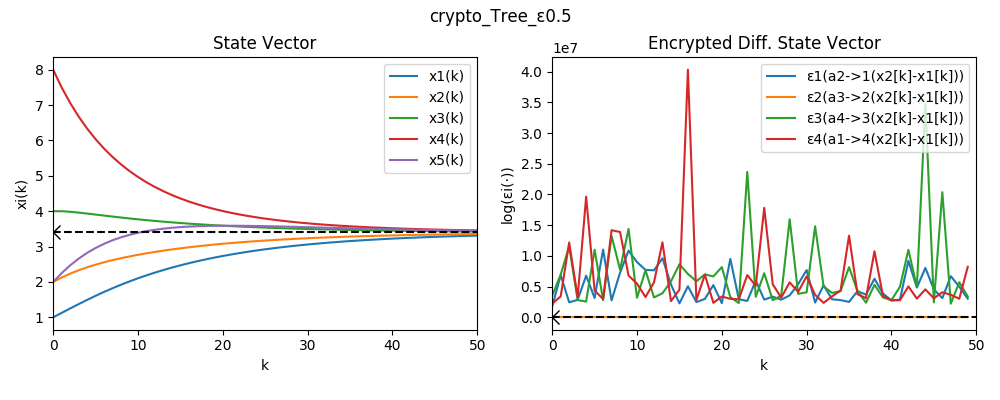 crypto_Tree_ε0.5
State Vector
xi(k)
8
7
6
5
4
3
2
1
0 10 20 30 40 50
k
x1(k)
x2(k)
x3(k)
x4(k)
x5(k)
Encrypted Diff. State Vector
1e7
log(εi(·))
4.0
3.5
3.0
2.5
2.0
1.5
1.0
0.5
0.0
0 10 20 30 40 50
k
ε1(a2->1(x2[k]-x1[k]))
ε2(a3->2(x2[k]-x1[k]))
ε3(a4->3(x2[k]-x1[k]))
ε4(a1->4(x2[k]-x1[k]))